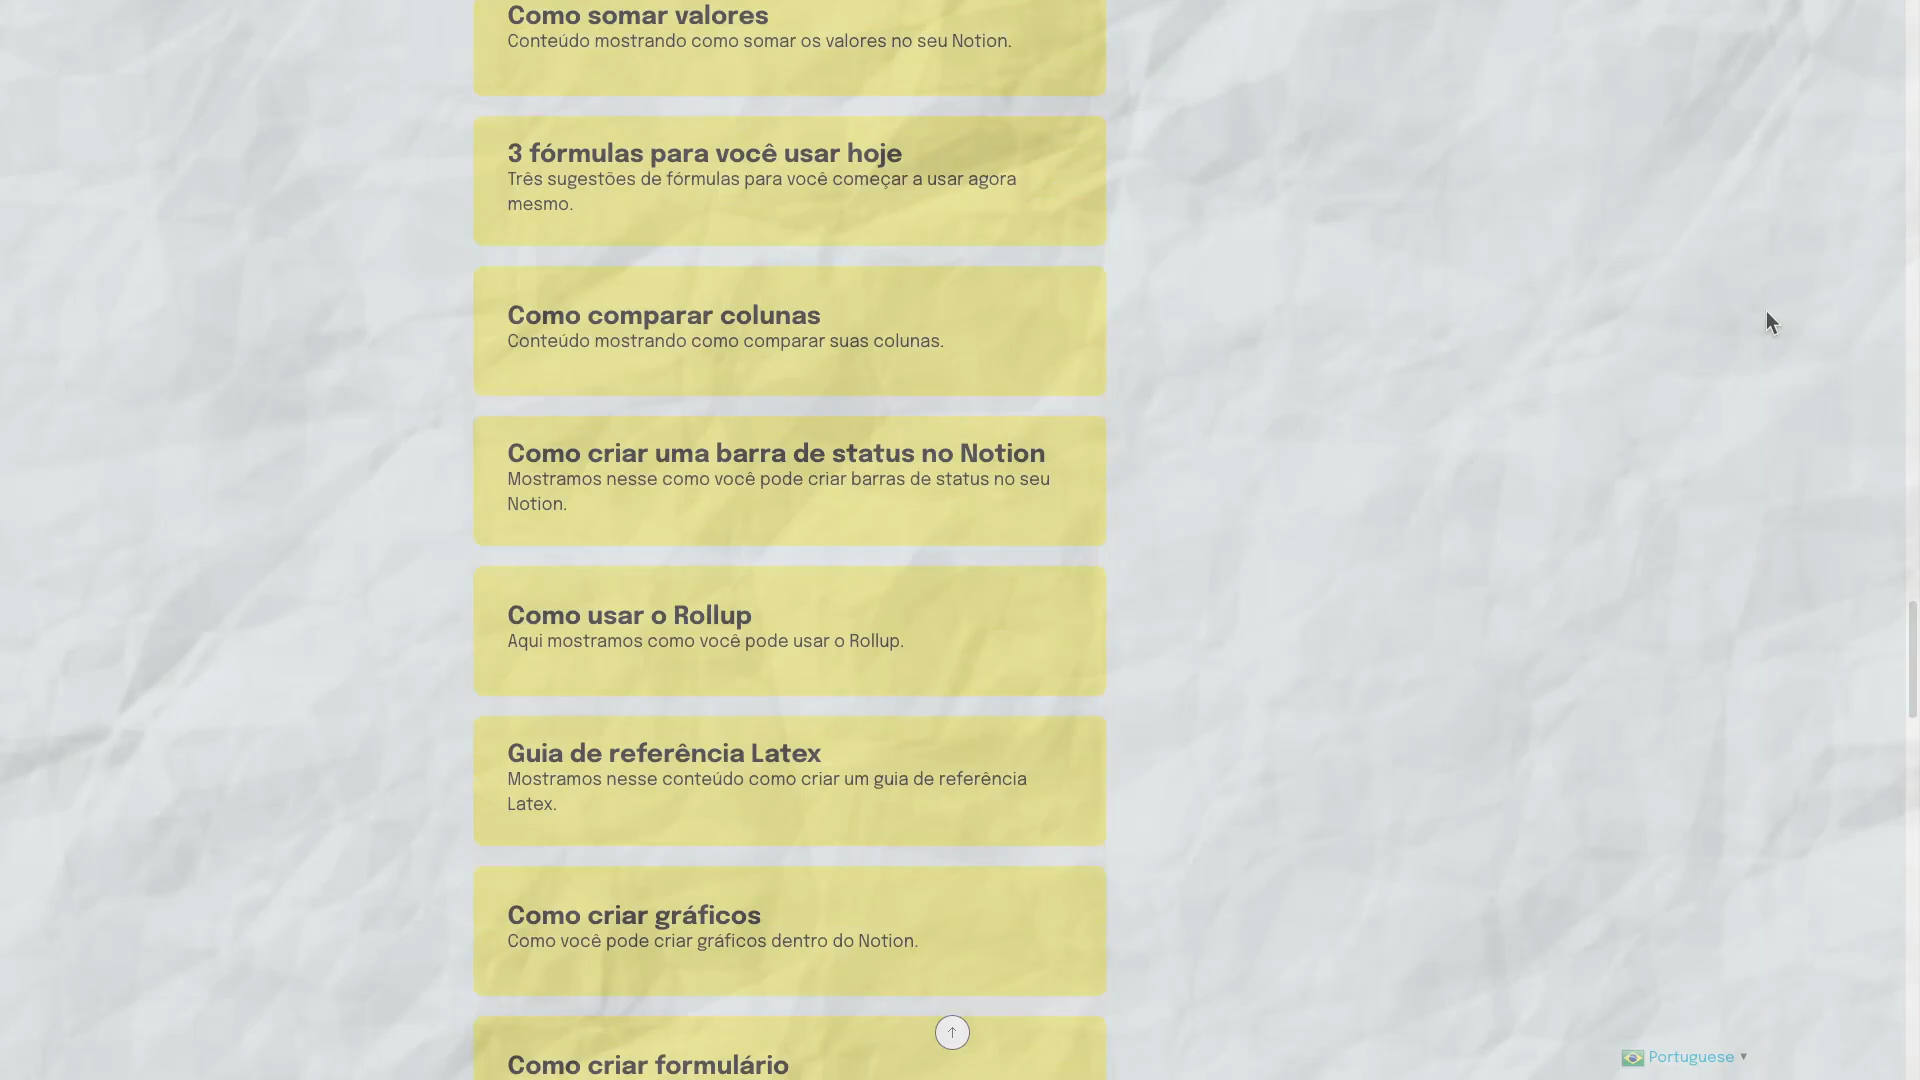 Como somar valores
Conteúdo mostrando como somar os valores no seu Notion.
3 fórmulas para você usar hoje
Três sugestões de fórmulas para você começar a usar agora
mesmo.
Como comparar colunas
Conteúdo mostrando como comparar suas colunas.
Como criar uma barra de status no Notion
Mostramos nesse como você pode criar barras de status no seu
Notion.
Como usar o Rollup
Aqui mostramos como você pode usar o Rollup.
Guia de referência Latex
Mostramos nesse conteúdo como criar um guia de referência
Latex.
Como criar gráficos
Como você pode criar gráficos dentro do Notion.
Como criar formulário
Portuguese